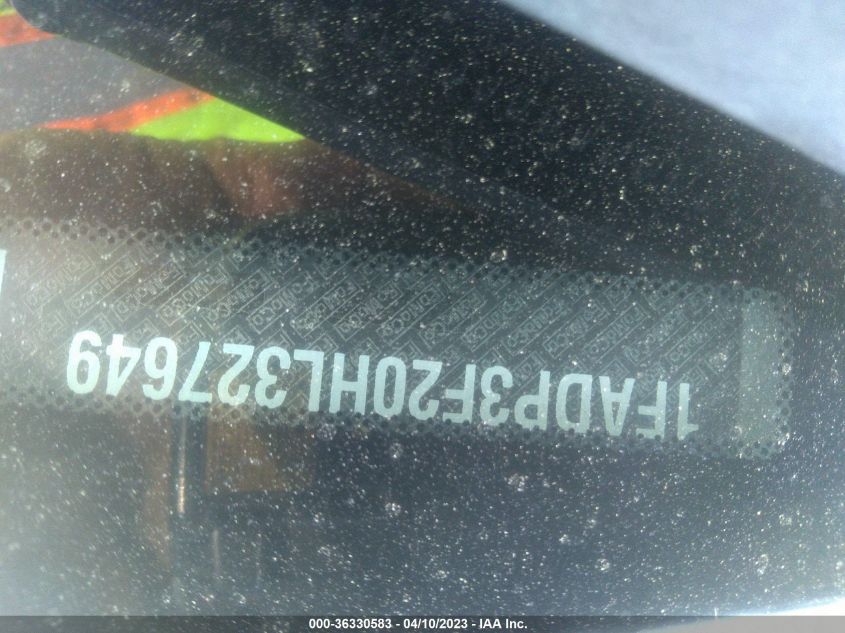 1FADP3F20HL327649
000-36330583 - 04/10/2023 - IAA Inc.